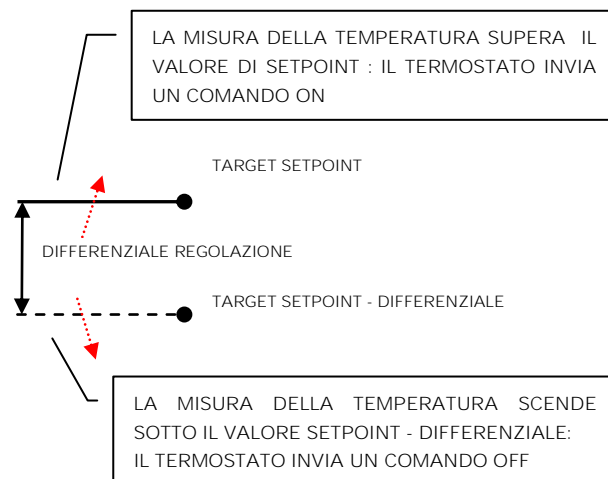 LA MISURA DELLA TEMPERATURA SUPERA IL
VALORE DI SETPOINT : IL TERMOSTATO INVIA
UN COMANDO ON
TARGET SETPOINT
DIFFERENZIALE REGOLAZIONE
TARGET SETPOINT - DIFFERENZIALE
LA MISURA DELLA TEMPERATURA SCENDE
SOTTO IL VALORE SETPOINT - DIFFERENZIALE:
IL TERMOSTATO INVIA UN COMANDO OFF